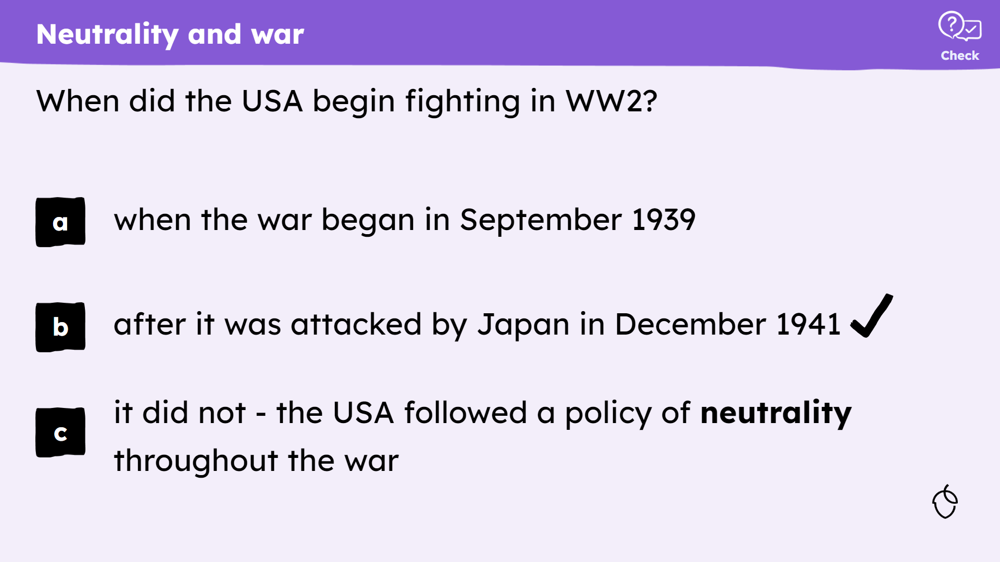 Neutrality and war
Check
When did the USA begin fighting in WW2?
a
when the war began in September 1939
b
after it was attacked by Japan in December 1941
c
it did not - the USA followed a policy of neutrality
throughout the war